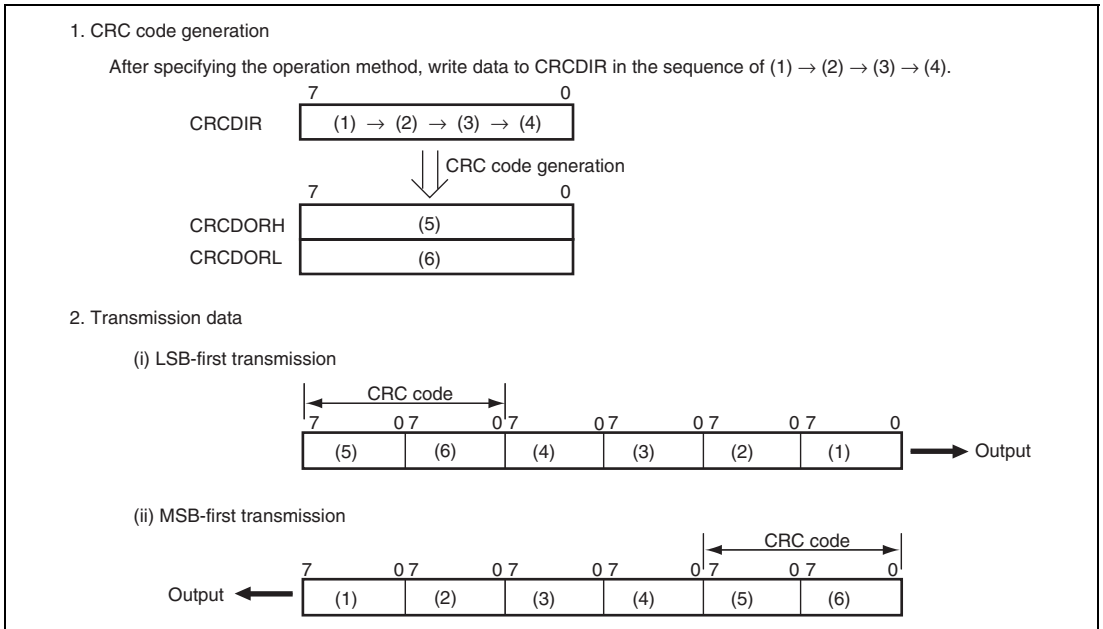 1. CRC code generation
After specifying the operation method, write data to CRCDIR in the sequence of (1) → (2) → (3) → (4).
7 0
CRCDIR (1) → (2) → (3) → (4)
CRC code generation
7 0
CRCDORH (5)
CRCDORL (6)
2. Transmission data
(i) LSB-first transmission
CRC code
7 0 7 0 7 0 7 0 7 0 7 0
(5) (6) (4) (3) (2) (1) Output
(ii) MSB-first transmission
CRC code
7 0 7 0 7 0 7 0 7 0 7 0
Output (1) (2) (3) (4) (5) (6)